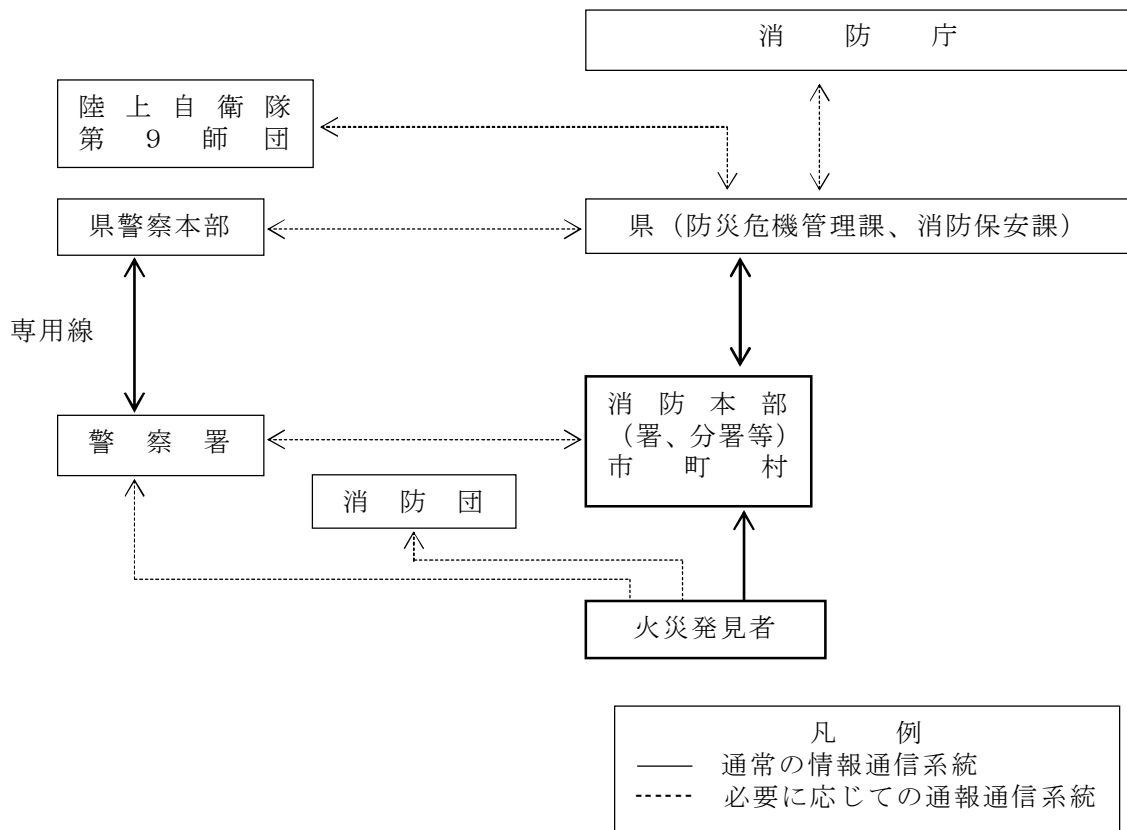 消防庁
陸上自衛隊
第9師団
県警察本部
県（防災危機管理課、消防保安課）
専用線
消防本部
（署、分署等）
市町村
警察署
消防団
火災発見者
凡例
通常の情報通信系統
必要に応じての通報通信系統